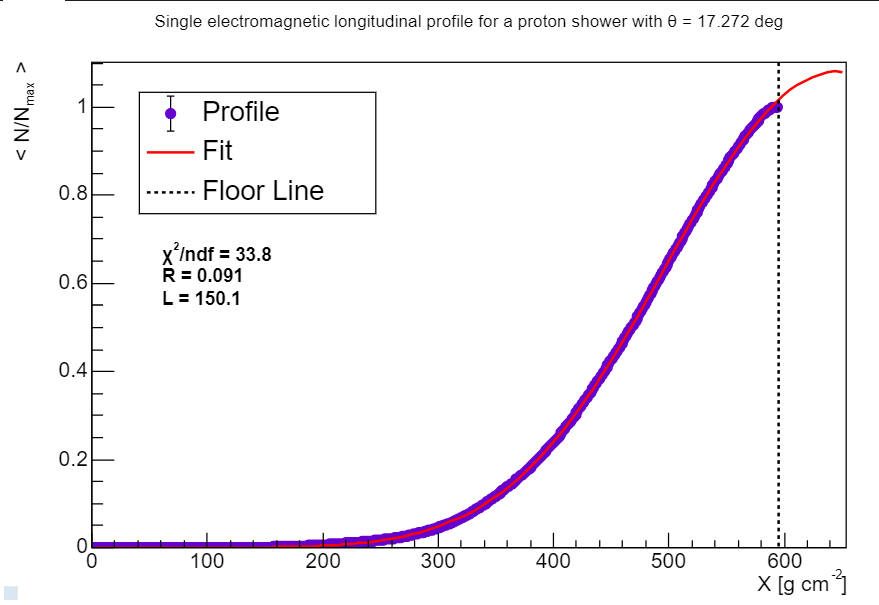 Single electromagnetic longitudinal profile for a proton shower with θ = 17.272 deg
< N/Nmax >
1
0.8
0.6
0.4
0.2
0
Profile
Fit
Floor Line
χ²/ndf = 33.8
R = 0.091
L = 150.1
0 100 200 300 400 500 600
X [g cm⁻²]